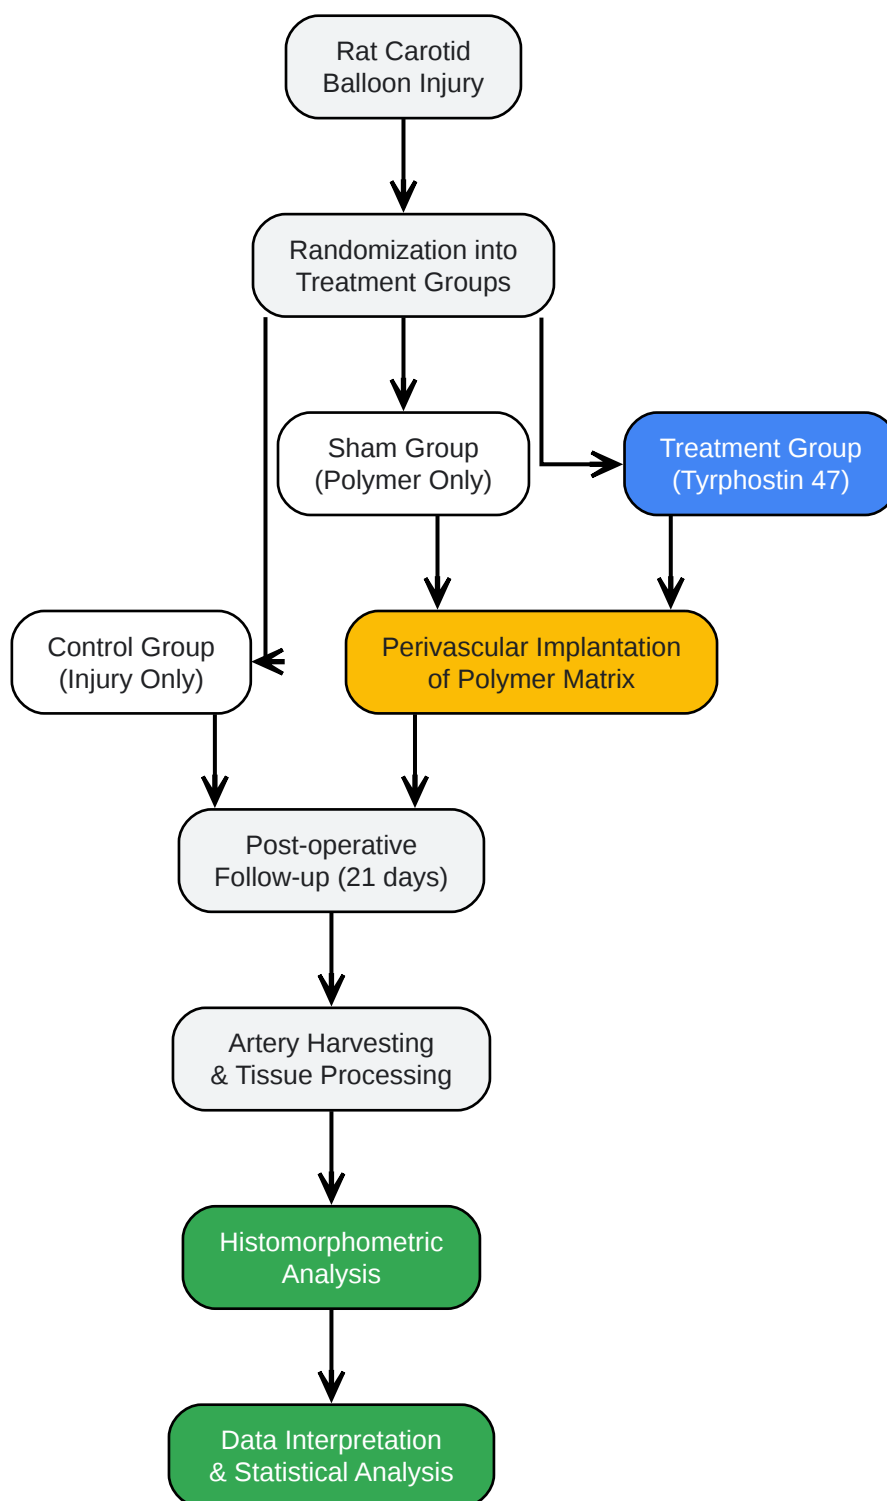 Rat Carotid
Balloon Injury
Randomization into
Treatment Groups
Sham Group
(Polymer Only)
Treatment Group
(Tyrphostin 47)
Control Group
(Injury Only)
Perivascular Implantation
of Polymer Matrix
Post-operative
Follow-up (21 days)
Artery Harvesting
& Tissue Processing
Histomorphometric
Analysis
Data Interpretation
& Statistical Analysis